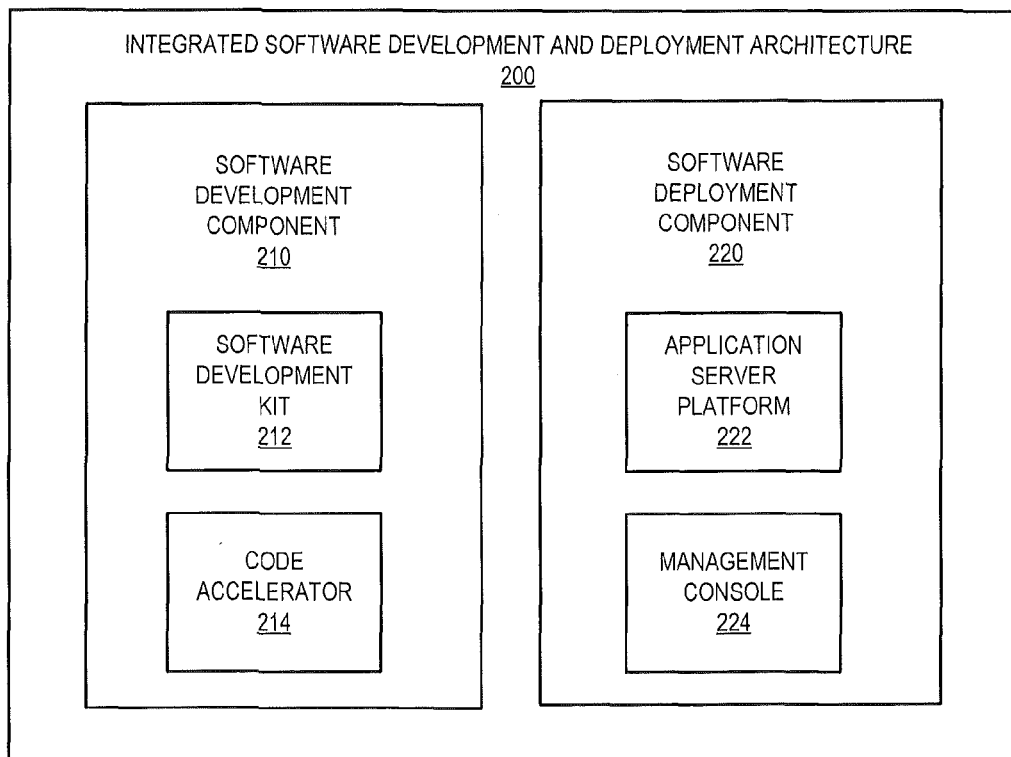 INTEGRATED SOFTWARE DEVELOPMENT AND DEPLOYMENT ARCHITECTURE
200
SOFTWARE
DEVELOPMENT
COMPONENT
210
SOFTWARE
DEVELOPMENT
KIT
212
CODE
ACCELERATOR
214
SOFTWARE
DEPLOYMENT
COMPONENT
220
APPLICATION
SERVER
PLATFORM
222
MANAGEMENT
CONSOLE
224